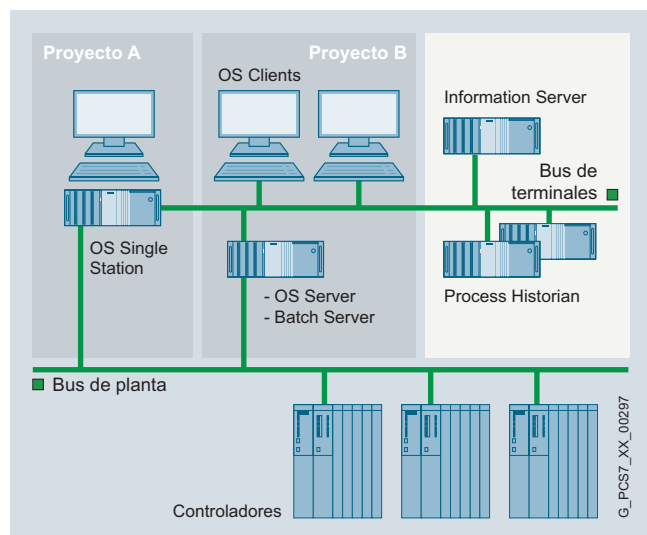 Proyecto A
Proyecto B
OS Clients
Information Server
Bus de
terminales
OS Single
Station
- OS Server
- Batch Server
Process Historian
Bus de planta
Controladores
G_PCS7_XX_00297